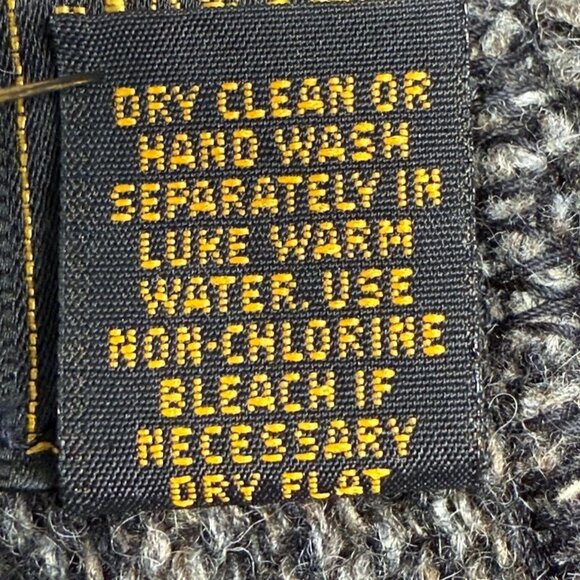 DRY CLEAN OR
HAND WASH
SEPARATELY IN
LUKE WARM
WATER. USE
NON-CHLORINE
BLEACH IF
NECESSARY
DRY FLAT